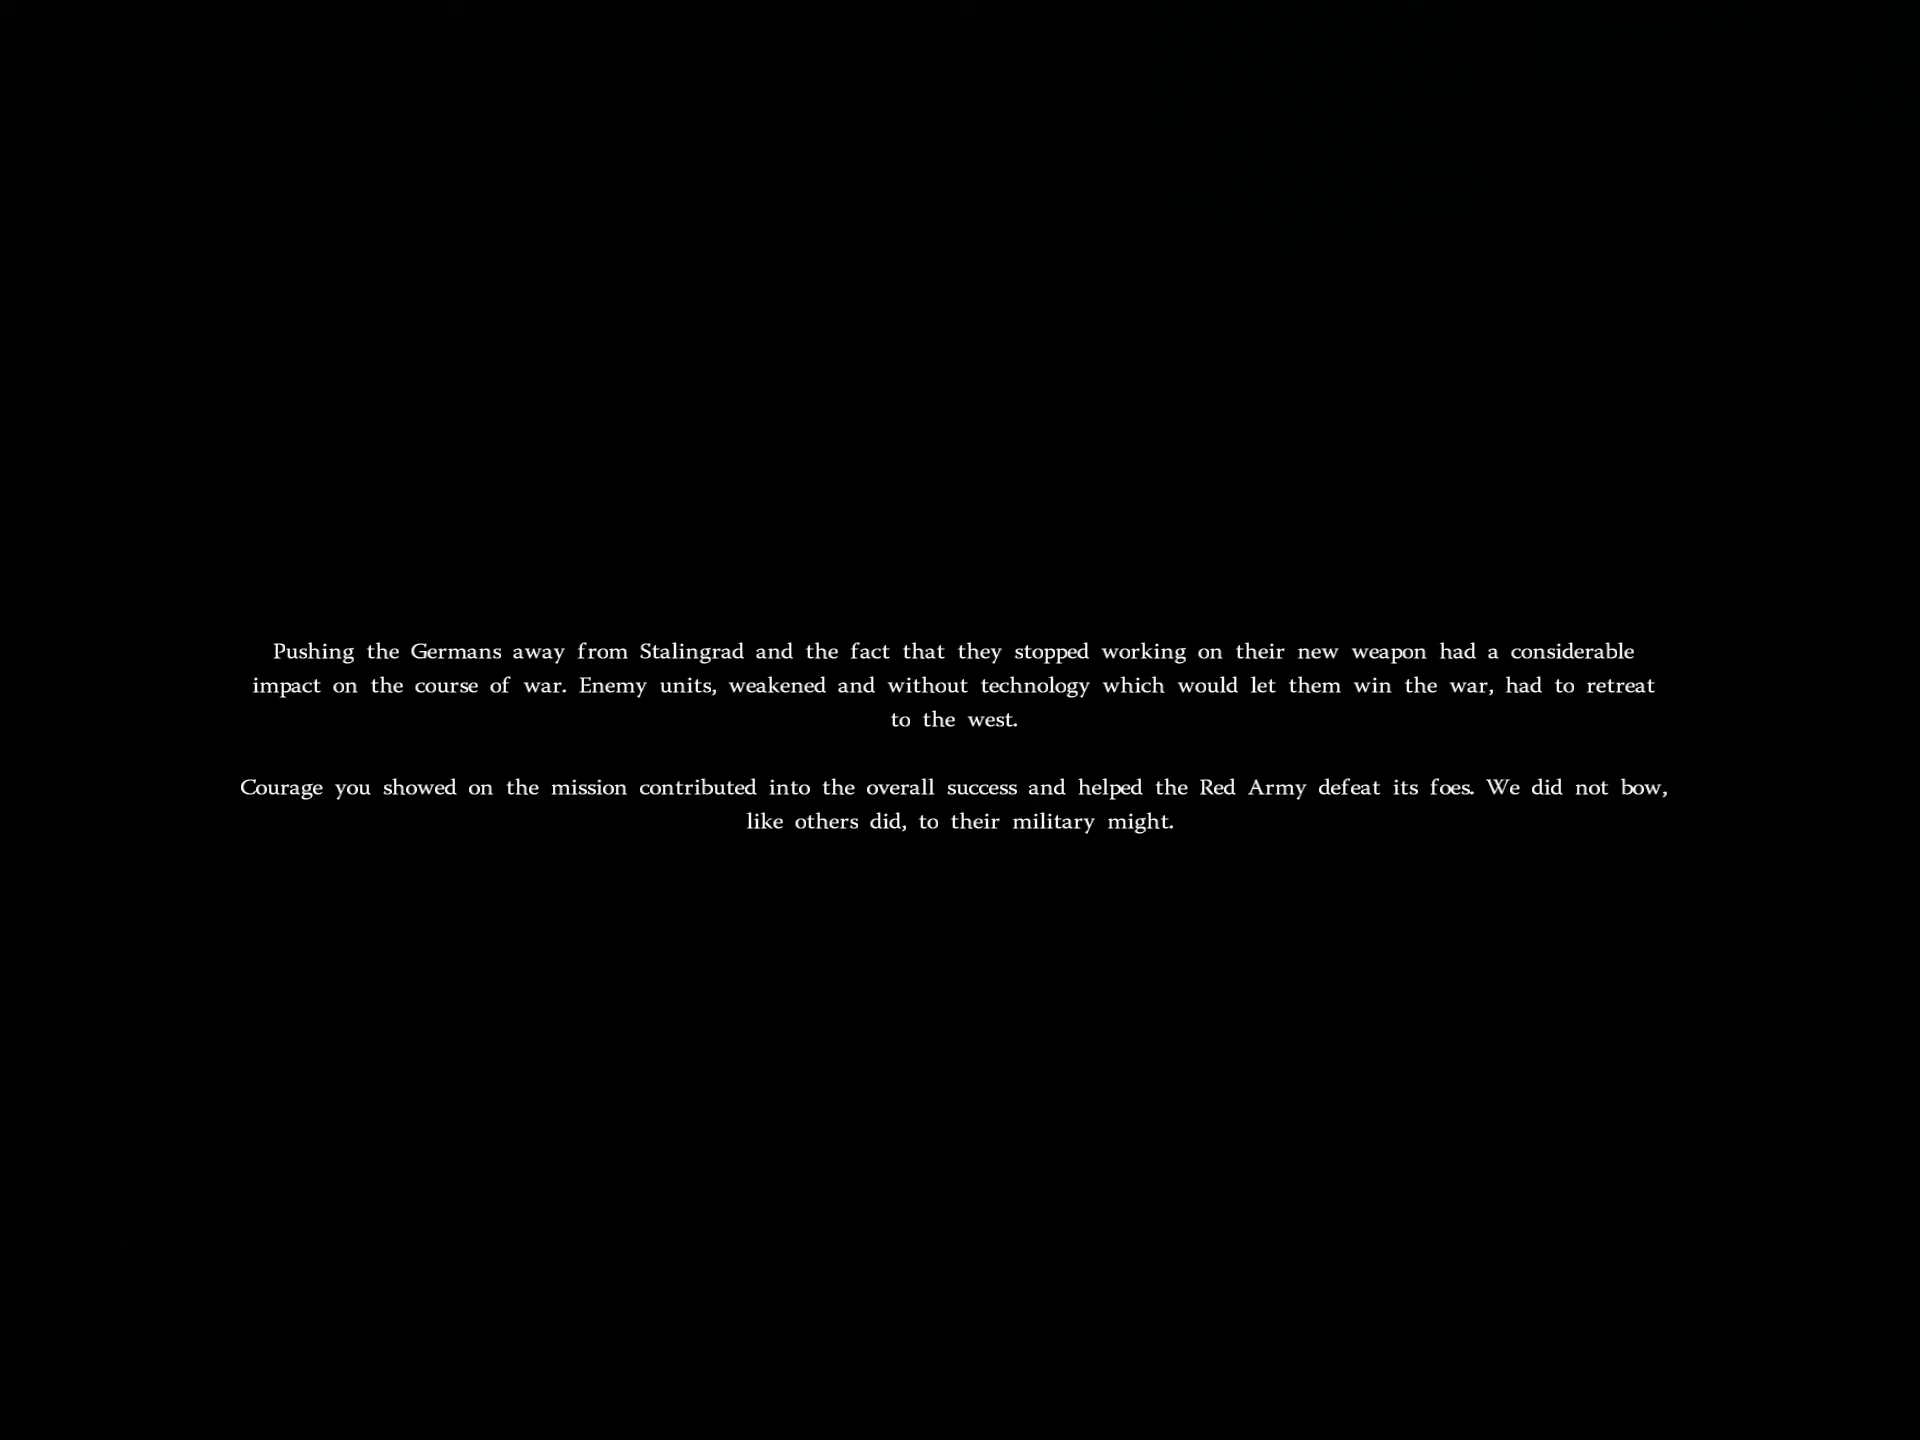 Pushing the Germans away from Stalingrad and the fact that they stopped working on their new weapon had a considerable
impact on the course of war. Enemy units, weakened and without technology which would let them win the war, had to retreat
to the west.
Courage you showed on the mission contributed into the overall success and helped the Red Army defeat its foes. We did not bow,
like others did, to their military might.